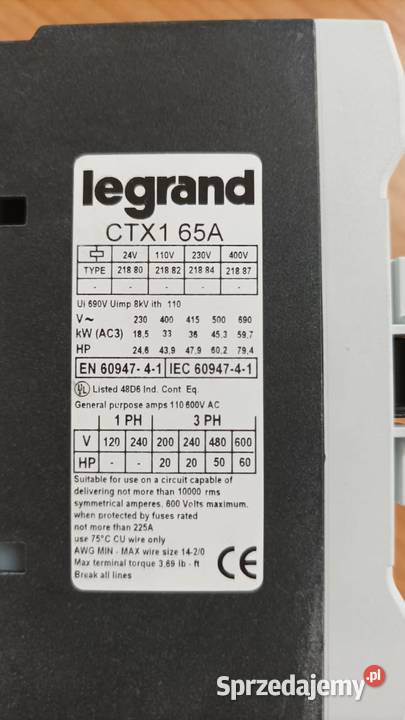 legrand
CTX1 65A
24V 110V 230V 400V
TYPE 218 80 218 82 218 84 218 87
- - - - -
Ui 690V Uimp 8kV ith 110
V~ 230 400 415 500 690
kW (AC3) 18,5 33 36 45,3 59,7
HP 24,6 43,9 47,9 60,2 79,4
EN 60947- 4-1 IEC 60947-4-1
UL Listed 48D6 Ind. Cont Eq.
General purpose amps 110 600V AC
1 PH 3 PH
V 120 240 200 240 480 600
HP - - 20 20 50 60
Suitable for use on a circuit capable of
delivering not more than 10000 rms
symmetrical amperes, 600 Volts maximum,
when protected by fuses rated
not more than 225A
use 75°C CU wire only
AWG MIN - MAX wire size 14-2/0
Max terminal torque 3,69 lb - ft
Break all lines
CE
Sprzedajemy.pl